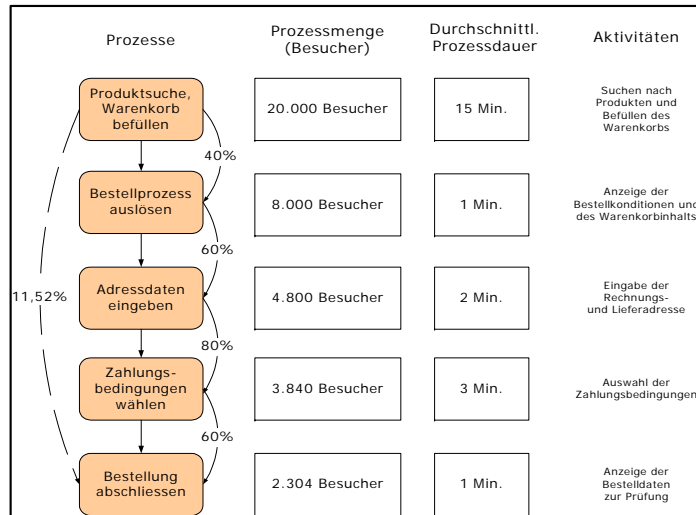 Prozesse
Prozessmenge
(Besucher)
Durchschnittl.
Prozessdauer
Aktivitäten
Produktsuche,
Warenkorb
befüllen
20.000 Besucher
15 Min.
Suchen nach
Produkten und
Befüllen des
Warenkorbs
40%
Bestellprozess
auslösen
8.000 Besucher
1 Min.
Anzeige der
Bestellkonditionen und
des Warenkorbinhalts
60%
11,52%
Adressdaten
eingeben
4.800 Besucher
2 Min.
Eingabe der
Rechnungs-
und Lieferadresse
80%
Zahlungs-
bedingungen
wählen
3.840 Besucher
3 Min.
Auswahl der
Zahlungsbedingungen
60%
Bestellung
abschliessen
2.304 Besucher
1 Min.
Anzeige der
Bestelldaten
zur Prüfung